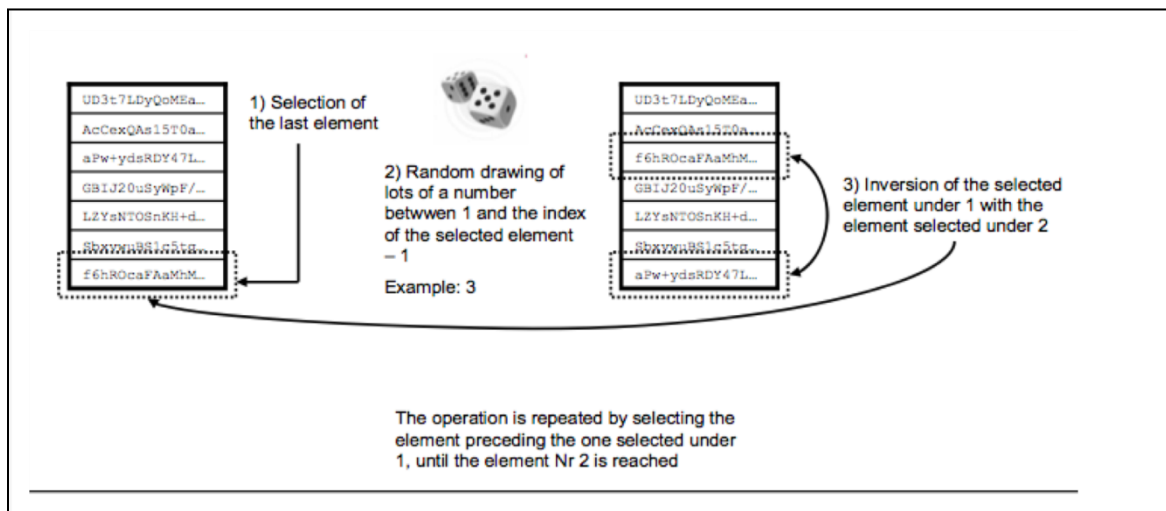 UD3t7LDyQoMEa…
AcCexQAs15T0a…
aPw+ydsRDY47L…
GBIJ20uSyWpF/…
LZYsNTOSnKH+d…
SbxywuBS1c5tg…
f6hROcaFAaMhM…
1) Selection of
the last element
2) Random drawing of
lots of a number
betwwen 1 and the index
of the selected element
– 1
Example: 3
UD3t7LDyQoMEa…
AcCexQAs15T0a…
f6hROcaFAaMhM…
GBIJ20uSyWpF/…
LZYsNTOSnKH+d…
SbxywuBS1c5tg…
aPw+ydsRDY47L…
3) Inversion of the selected
element under 1 with the
element selected under 2
The operation is repeated by selecting the
element preceding the one selected under
1, until the element Nr 2 is reached